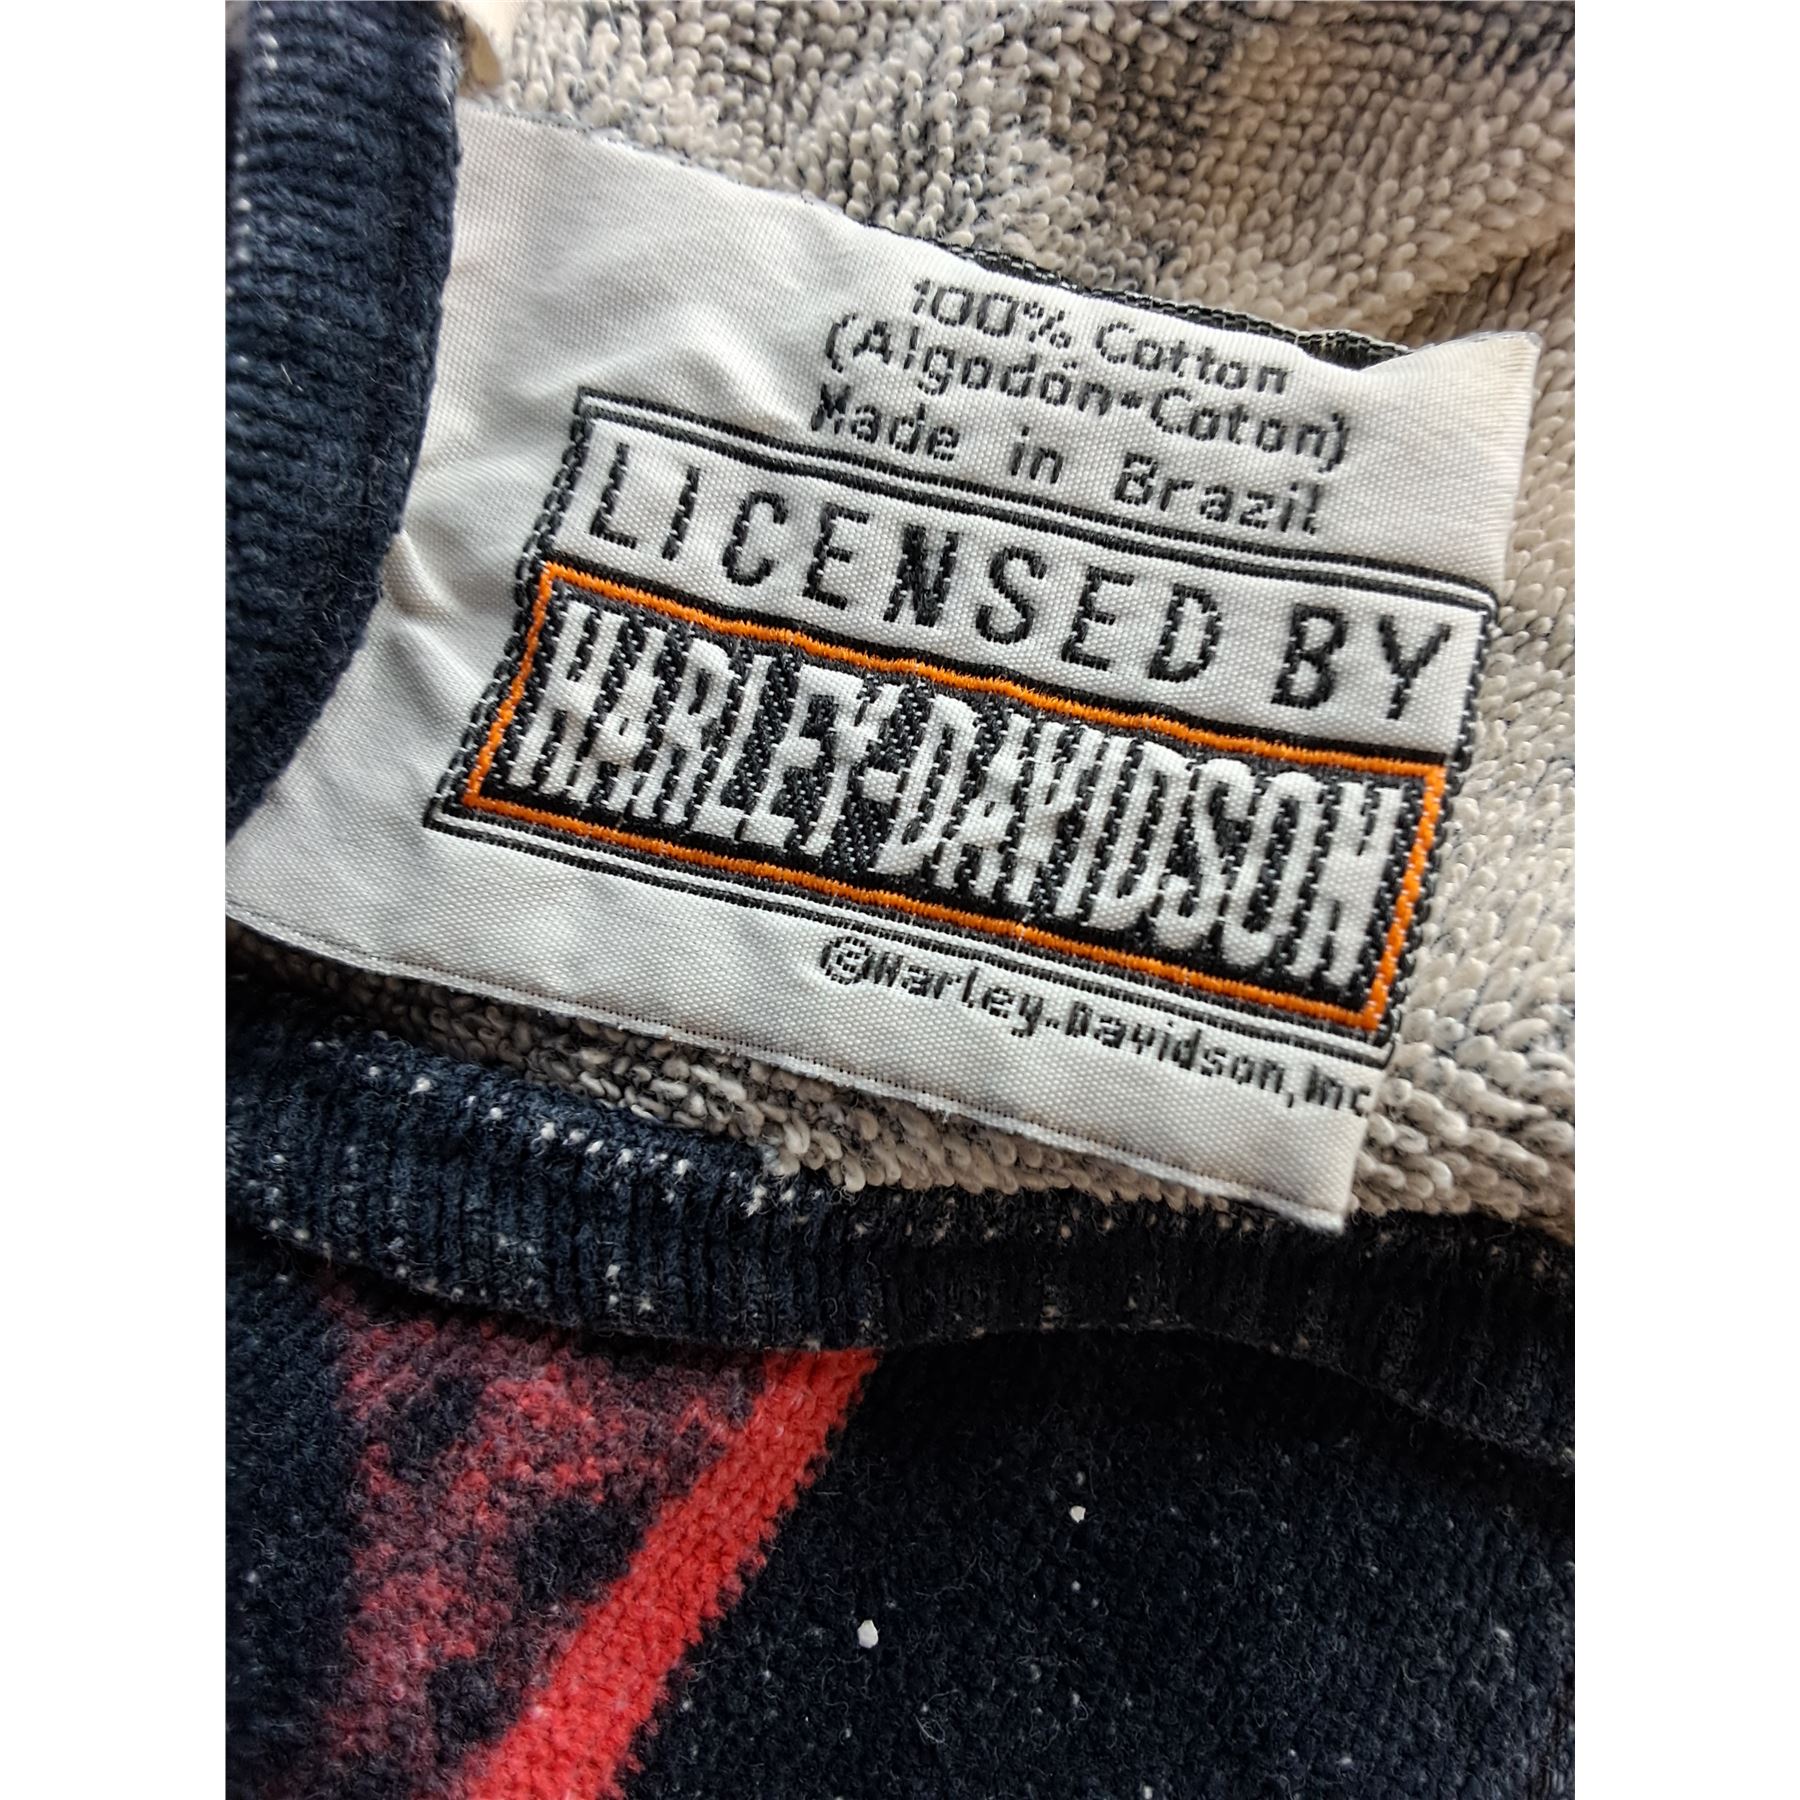 100% Cotton
(Algodón•Coton)
Made in Brazil
LICENSED BY
HARLEY-DAVIDSON
©Harley.Davidson,Inc